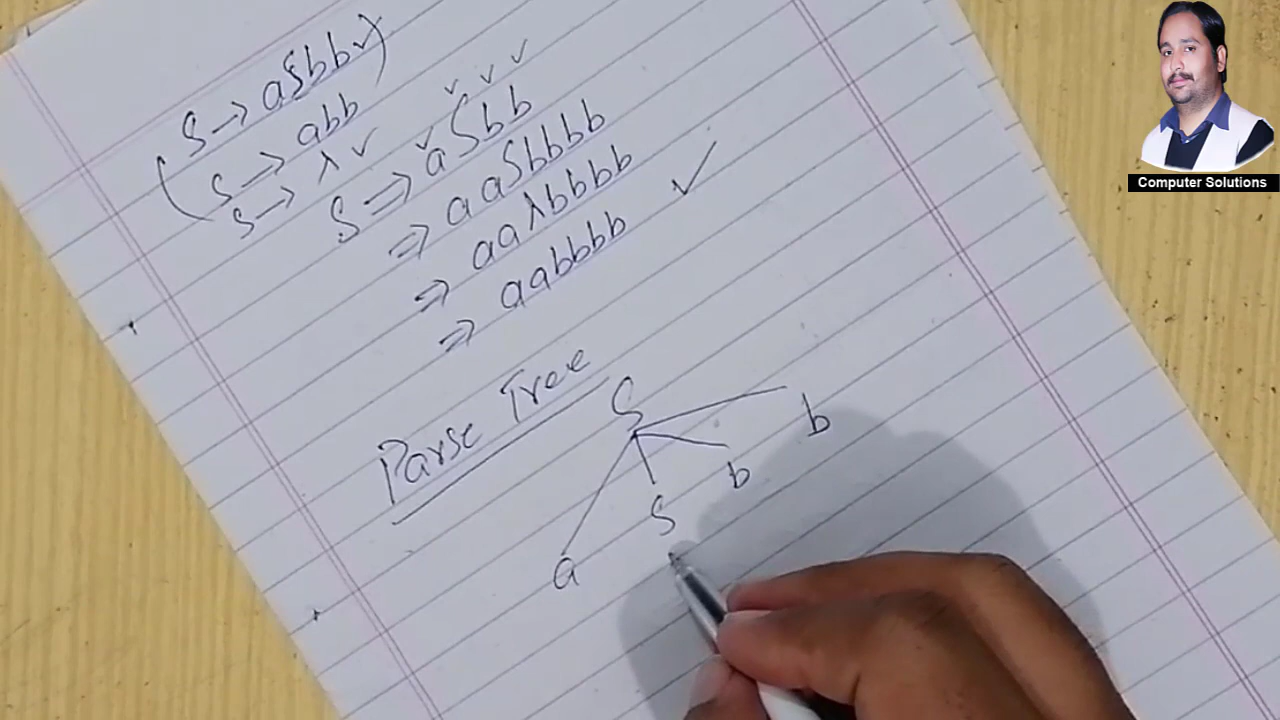 S → aSbb ✓)
(S → abb
S → λ ✓
S ⇒ aSbb
⇒ aaSbbbb
⇒ aaλbbbb
⇒ aabbbb ✓
Parse Tree
S
a S b b
Computer Solutions